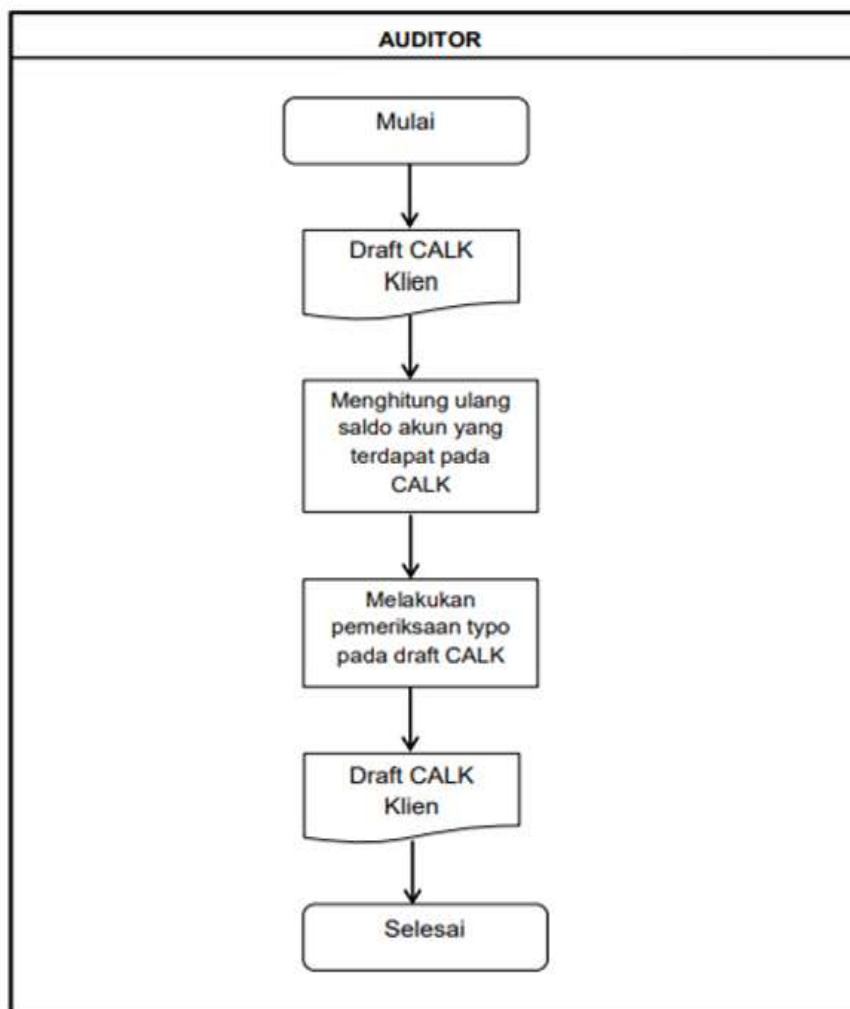 AUDITOR
Mulai
Draft CALK
Klien
Menghitung ulang
saldo akun yang
terdapat pada
CALK
Melakukan
pemeriksaan typo
pada draft CALK
Draft CALK
Klien
Selesai